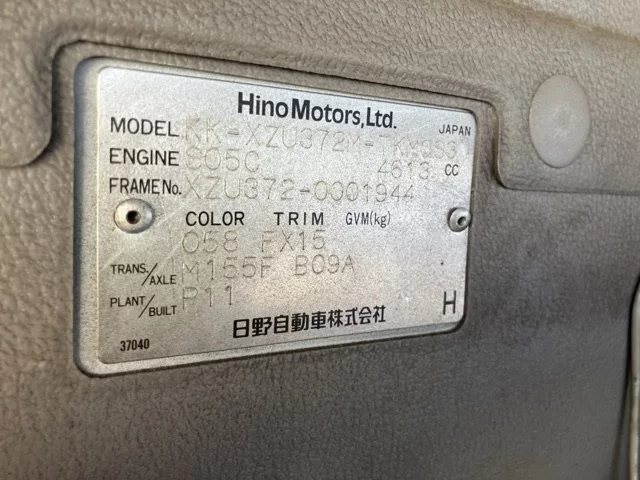 Hino Motors, Ltd.
MODEL KK-XZU372M-TKMQS3 JAPAN
ENGINE S05C 4613 CC
FRAME No. XZU372-0001944
COLOR TRIM GVM(kg)
058 FX15
TRANS./AXLE M155F B09A
PLANT/BUILT P11
日野自動車株式会社 H
37040